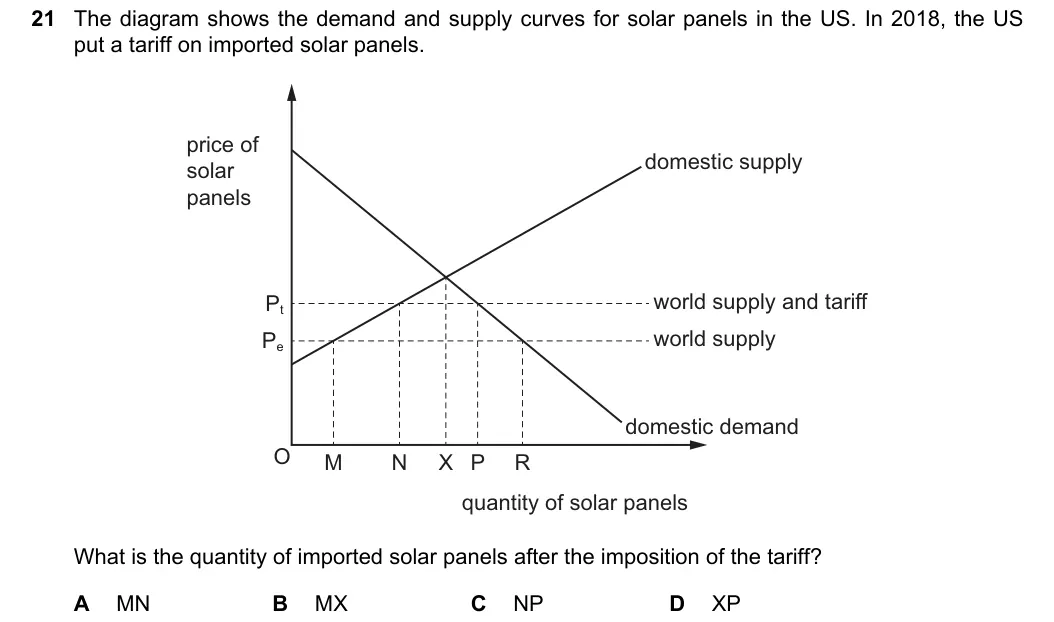 21 The diagram shows the demand and supply curves for solar panels in the US. In 2018, the US
put a tariff on imported solar panels.
price of
solar
panels
domestic supply
Pt
world supply and tariff
Pe
world supply
domestic demand
O M N X P R
quantity of solar panels
What is the quantity of imported solar panels after the imposition of the tariff?
A MN B MX C NP D XP